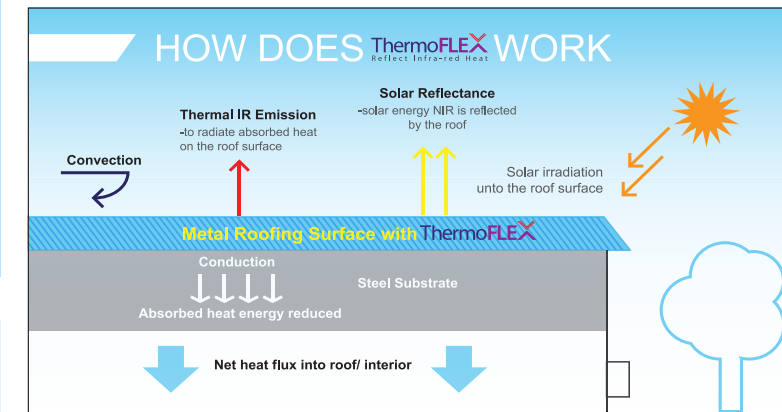 HOW DOES ThermoFLEX WORK
Reflect Infra-red Heat
Solar Reflectance
-solar energy NIR is reflected
by the roof
Thermal IR Emission
-to radiate absorbed heat
on the roof surface
Convection
Solar irradiation
unto the roof surface
Metal Roofing Surface with ThermoFLEX
Conduction
Steel Substrate
Absorbed heat energy reduced
Net heat flux into roof/ interior